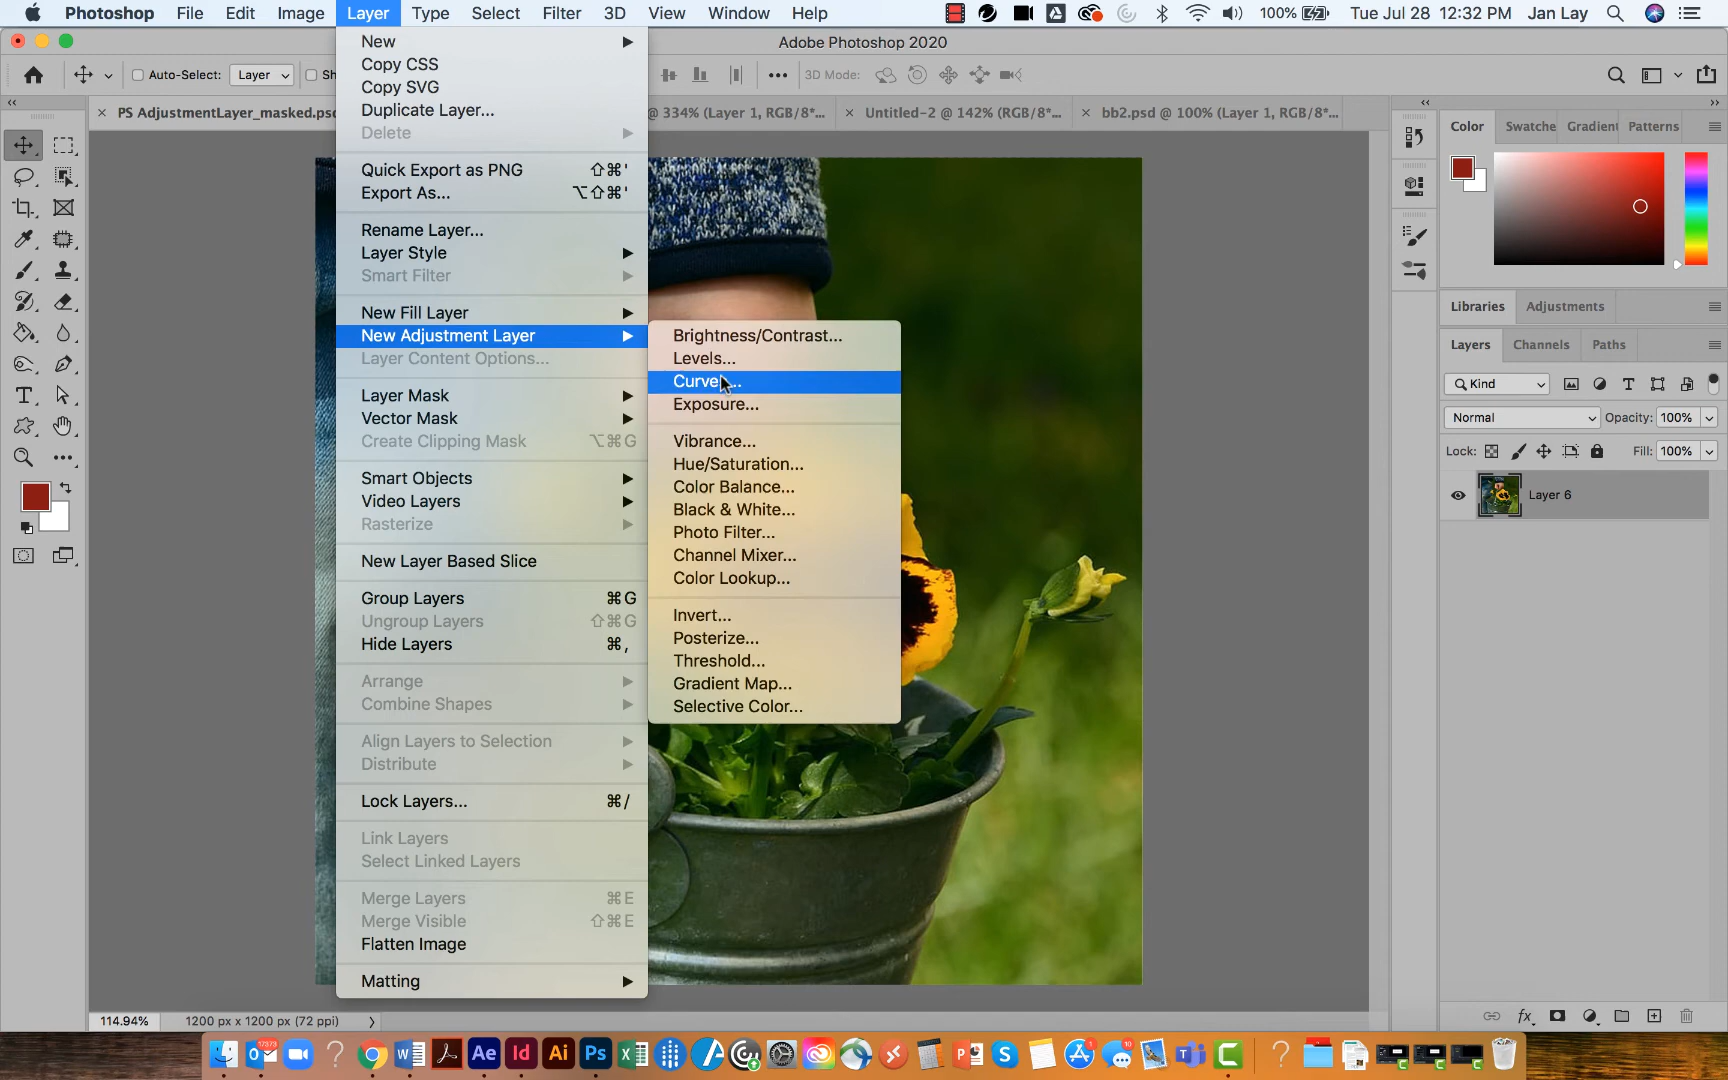 Photoshop File Edit Image Layer Type Select Filter 3D View Window Help 100% Tue Jul 28 12:32 PM Jan Lay
Adobe Photoshop 2020
Auto-Select: Layer Sh 3D Mode:
PS AdjustmentLayer_masked.psd @ 334% (Layer 1, RGB/8*... Untitled-2 @ 142% (RGB/8*... bb2.psd @ 100% (Layer 1, RGB/8*...
New
Copy CSS
Copy SVG
Duplicate Layer...
Delete
Quick Export as PNG ⇧⌘'
Export As... ⌥⇧⌘'
Rename Layer...
Layer Style
Smart Filter
New Fill Layer
New Adjustment Layer
Layer Content Options...
Layer Mask
Vector Mask
Create Clipping Mask ⌥⌘G
Smart Objects
Video Layers
Rasterize
New Layer Based Slice
Group Layers ⌘G
Ungroup Layers ⇧⌘G
Hide Layers ⌘,
Arrange
Combine Shapes
Align Layers to Selection
Distribute
Lock Layers... ⌘/
Link Layers
Select Linked Layers
Merge Layers ⌘E
Merge Visible ⇧⌘E
Flatten Image
Matting
Brightness/Contrast...
Levels...
Curves...
Exposure...
Vibrance...
Hue/Saturation...
Color Balance...
Black & White...
Photo Filter...
Channel Mixer...
Color Lookup...
Invert...
Posterize...
Threshold...
Gradient Map...
Selective Color...
Color Swatche Gradient Patterns
Libraries Adjustments
Layers Channels Paths
Kind
Normal Opacity: 100%
Lock: Fill: 100%
Layer 6
fx
114.94% 1200 px x 1200 px (72 ppi)
17373 W Ae Id Ai Ps X P S 1 10 T C